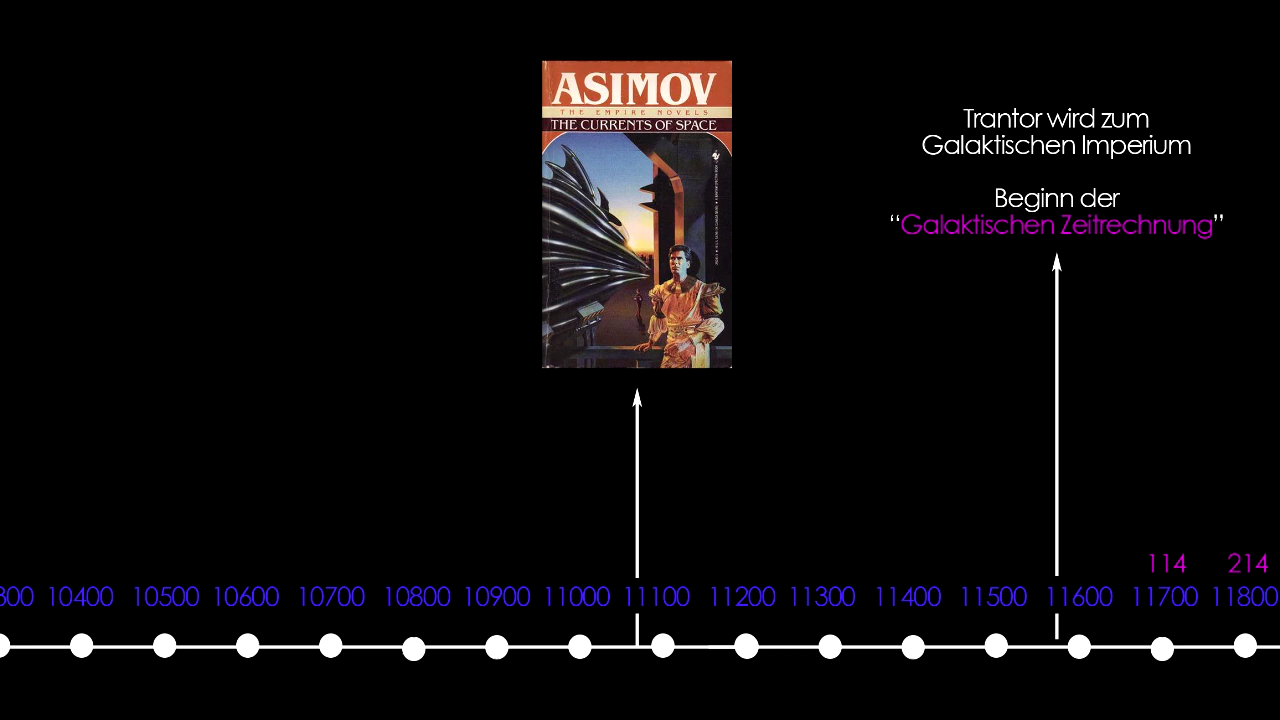 ASIMOV
THE EMPIRE NOVELS
THE CURRENTS OF SPACE
Trantor wird zum
Galaktischen Imperium
Beginn der
“Galaktischen Zeitrechnung”
114 214
300 10400 10500 10600 10700 10800 10900 11000 11100 11200 11300 11400 11500 11600 11700 11800